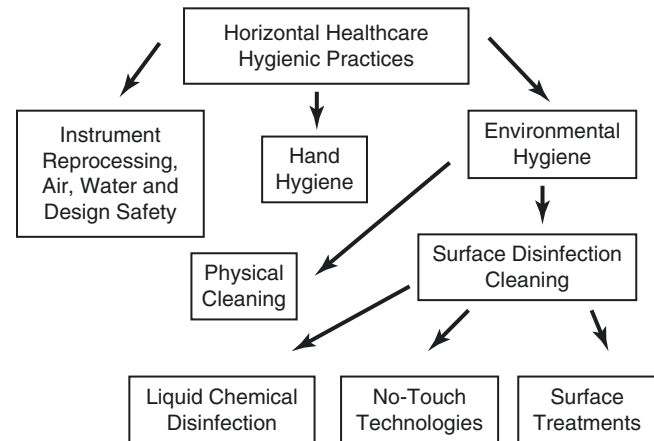 Horizontal Healthcare
Hygienic Practices
Instrument
Reprocessing,
Air, Water and
Design Safety
Hand
Hygiene
Environmental
Hygiene
Physical
Cleaning
Surface Disinfection
Cleaning
Liquid Chemical
Disinfection
No-Touch
Technologies
Surface
Treatments